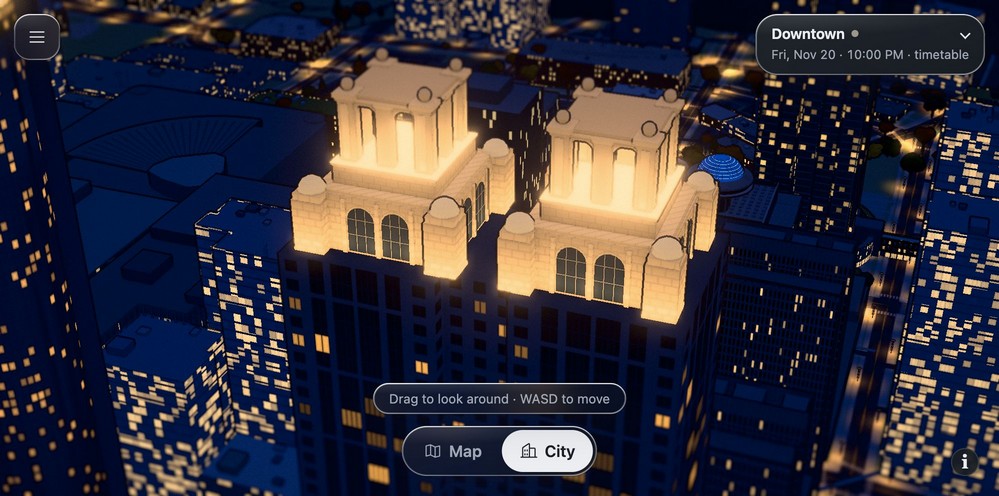 Downtown
Fri, Nov 20 · 10:00 PM · timetable
Drag to look around · WASD to move
Map
City
i